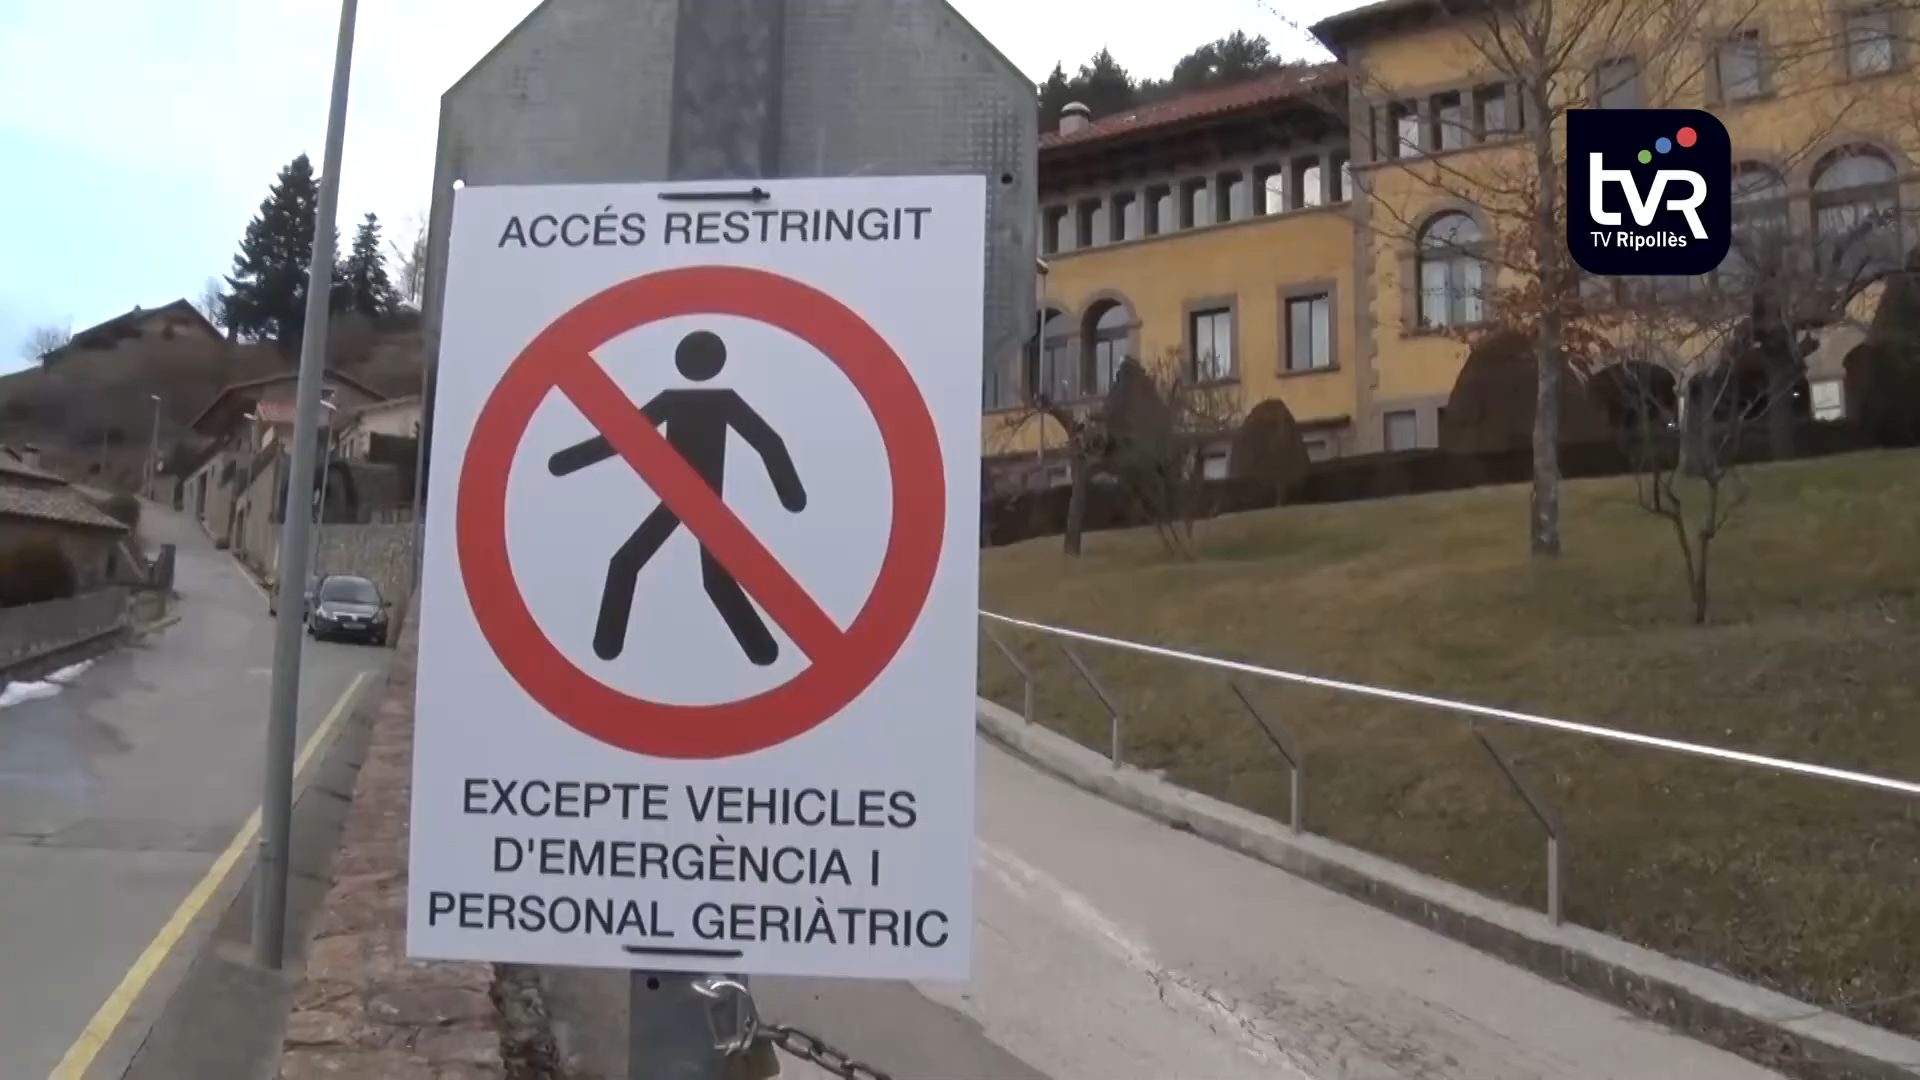 ACCÉS RESTRINGIT
EXCEPTE VEHICLES
D'EMERGÈNCIA I
PERSONAL GERIÀTRIC
tvR
TV Ripollès